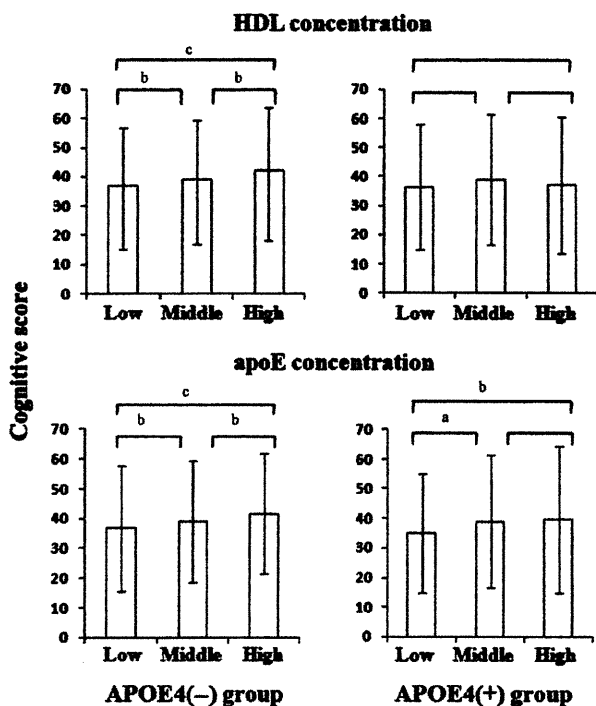 HDL concentration
c
b b
70
60
50
40
30
20
10
0
Low Middle High
70
60
50
40
30
20
10
0
Low Middle High
Cognitive score
apoE concentration
c
b b
70
60
50
40
30
20
10
0
Low Middle High
b
a
70
60
50
40
30
20
10
0
Low Middle High
APOE4(−) group
APOE4(+) group